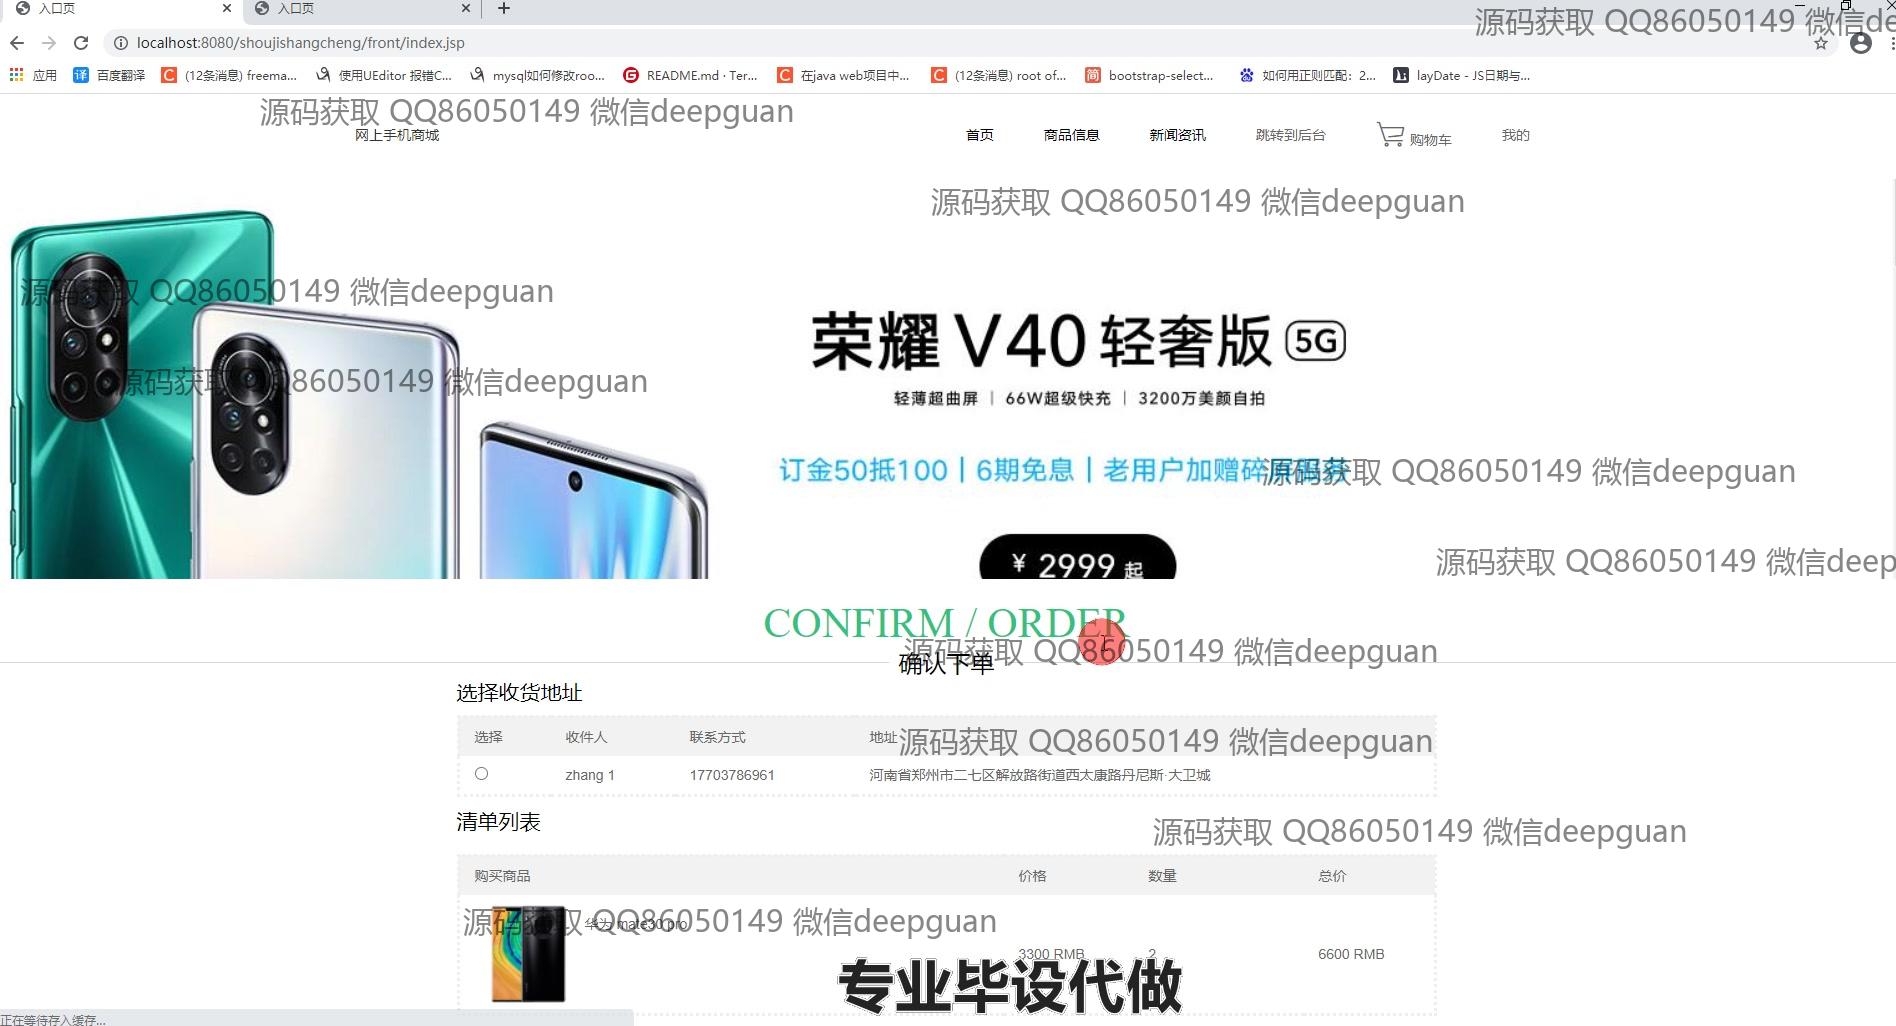 入口页
入口页
源码获取 QQ86050149 微信de
localhost:8080/shoujishangcheng/front/index.jsp
应用 百度翻译 (12条消息) freema... 使用UEditor 报错C... mysql如何修改roo... README.md · Ter... 在java web项目中... (12条消息) root of... bootstrap-select... 如何用正则匹配：2... layDate - JS日期与...
源码获取 QQ86050149 微信deepguan
网上手机商城 首页 商品信息 新闻资讯 跳转到后台 购物车 我的
源码获取 QQ86050149 微信deepguan
源码获取 QQ86050149 微信deepguan
荣耀 V40 轻奢版 5G
源码获取 QQ86050149 微信deepguan
轻薄超曲屏 | 66W超级快充 | 3200万美颜自拍
订金50抵100 | 6期免息 | 老用户加赠碎
源码获取 QQ86050149 微信deepguan
¥ 2999 起
源码获取 QQ86050149 微信deep
CONFIRM / ORDER
源码获取 QQ86050149 微信deepguan
确认下单
选择收货地址
选择 收件人 联系方式 地址
源码获取 QQ86050149 微信deepguan
zhang 1 17703786961 河南省郑州市二七区解放路街道西太康路丹尼斯·大卫城
清单列表
源码获取 QQ86050149 微信deepguan
购买商品 价格 数量 总价
源码获取 QQ86050149 微信deepguan
华为 mate30 pro
3300 RMB 2 6600 RMB
专业毕设代做
正在等待存入缓存...